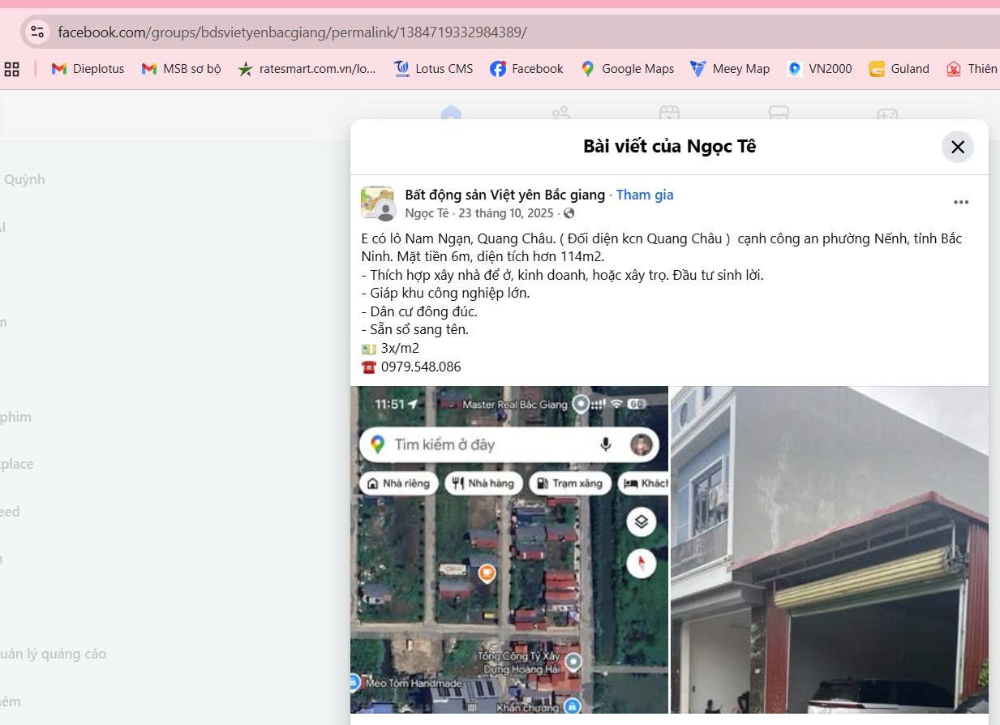 facebook.com/groups/bdsvietyenbacgiang/permalink/1384719332984389/
Dieplotus
MSB sơ bộ
ratesmart.com.vn/lo...
Lotus CMS
Facebook
Google Maps
Meey Map
VN2000
Guland
Thiên
Bài viết của Ngọc Tê
Quỳnh
Bất động sản Việt yên Bắc giang · Tham gia
Ngọc Tê · 23 tháng 10, 2025 ·
E có lô Nam Ngạn, Quang Châu. ( Đối diện kcn Quang Châu )  cạnh công an phường Nếnh, tỉnh Bắc
Ninh. Mặt tiền 6m, diện tích hơn 114m2.
- Thích hợp xây nhà để ở, kinh doanh, hoặc xây trọ. Đầu tư sinh lời.
- Giáp khu công nghiệp lớn.
- Dân cư đông đúc.
- Sẵn sổ sang tên.
💵 3x/m2
☎️ 0979.548.086
phim
place
eed
uản lý quảng cáo
êm
11:51
Master Real Bắc Giang
60
Tìm kiếm ở đây
Nhà riêng
Nhà hàng
Trạm xăng
Khách
Tổng Công Ty Xây
Dựng Hoàng Hải
Mèo Tôm Handmade
Khăn chương